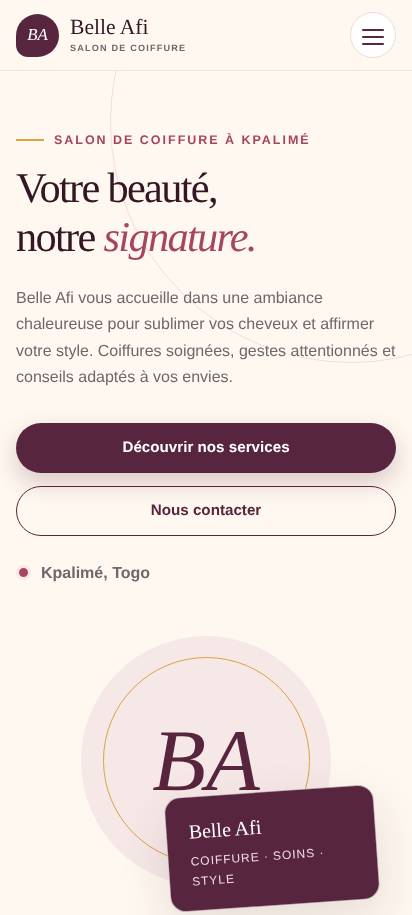 BA
Belle Afi
SALON DE COIFFURE
SALON DE COIFFURE À KPALIMÉ
Votre beauté,
notre signature.
Belle Afi vous accueille dans une ambiance
chaleureuse pour sublimer vos cheveux et affirmer
votre style. Coiffures soignées, gestes attentionnés et
conseils adaptés à vos envies.
Découvrir nos services
Nous contacter
Kpalimé, Togo
BA
Belle Afi
COIFFURE · SOINS ·
STYLE